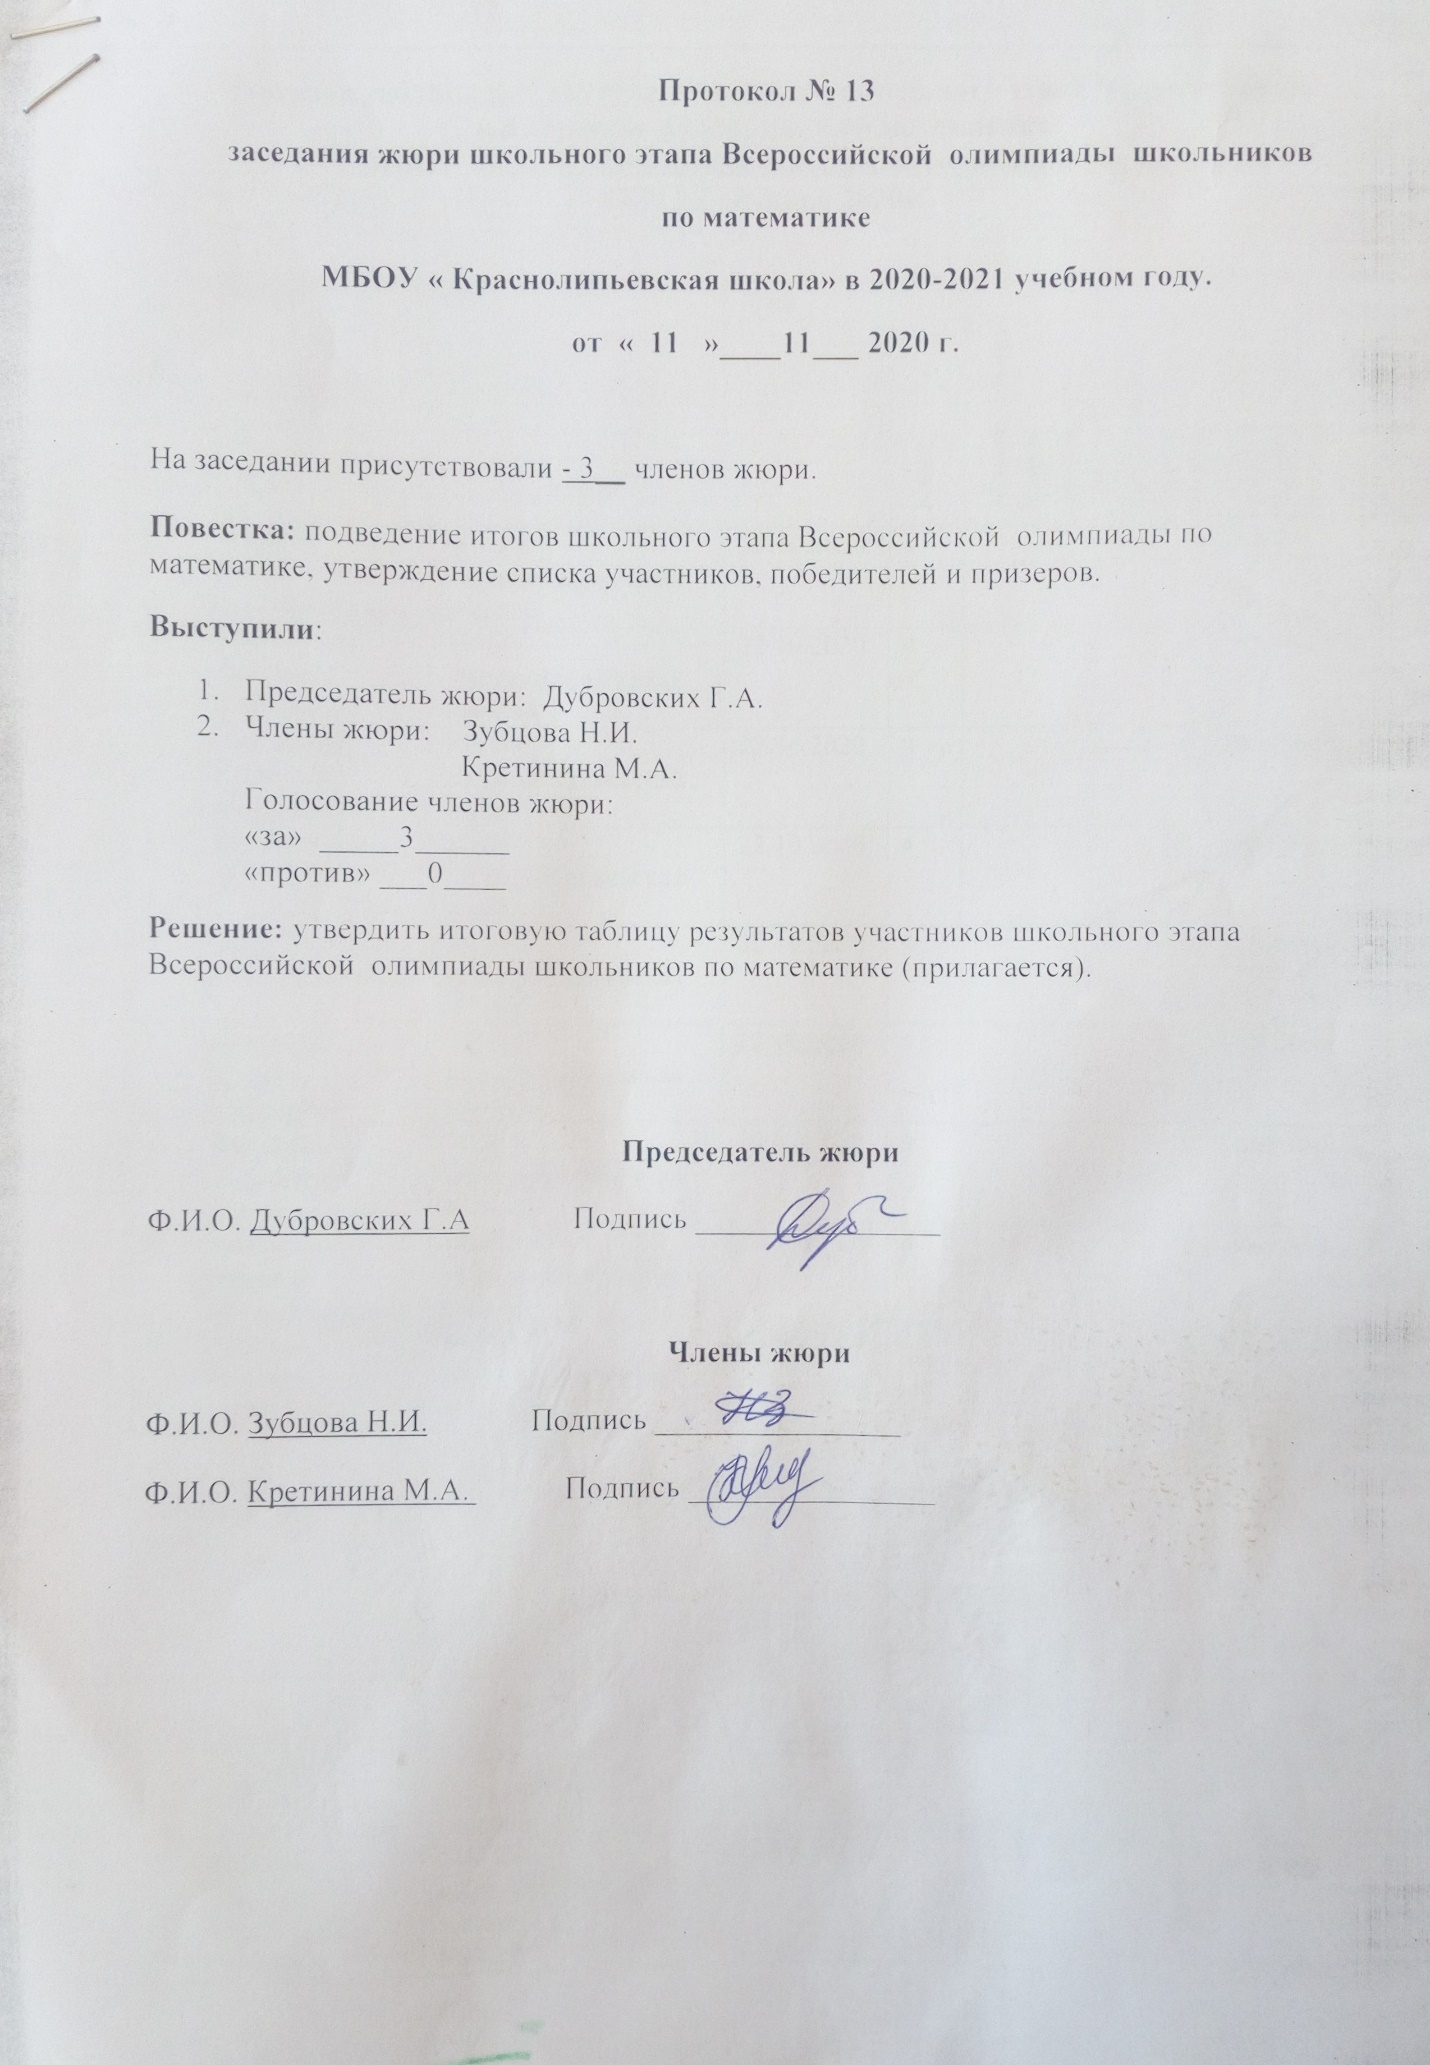 Протокол № 13
заседания жюри школьного этапа Всероссийской олимпиады школьников
по математике
МБОУ « Краснолипьевская школа» в 2020-2021 учебном году.
от « 11 »____11___ 2020 г.
На заседании присутствовали - 3__ членов жюри.
Повестка: подведение итогов школьного этапа Всероссийской олимпиады по
математике, утверждение списка участников, победителей и призеров.
Выступили:
1. Председатель жюри: Дубровских Г.А.
2. Члены жюри: Зубцова Н.И.
Кретинина М.А.
Голосование членов жюри:
«за» _____3______
«против» ___0____
Решение: утвердить итоговую таблицу результатов участников школьного этапа
Всероссийской олимпиады школьников по математике (прилагается).
Председатель жюри
Ф.И.О. Дубровских Г.А Подпись ________________
Члены жюри
Ф.И.О. Зубцова Н.И. Подпись ________________
Ф.И.О. Кретинина М.А. Подпись ________________